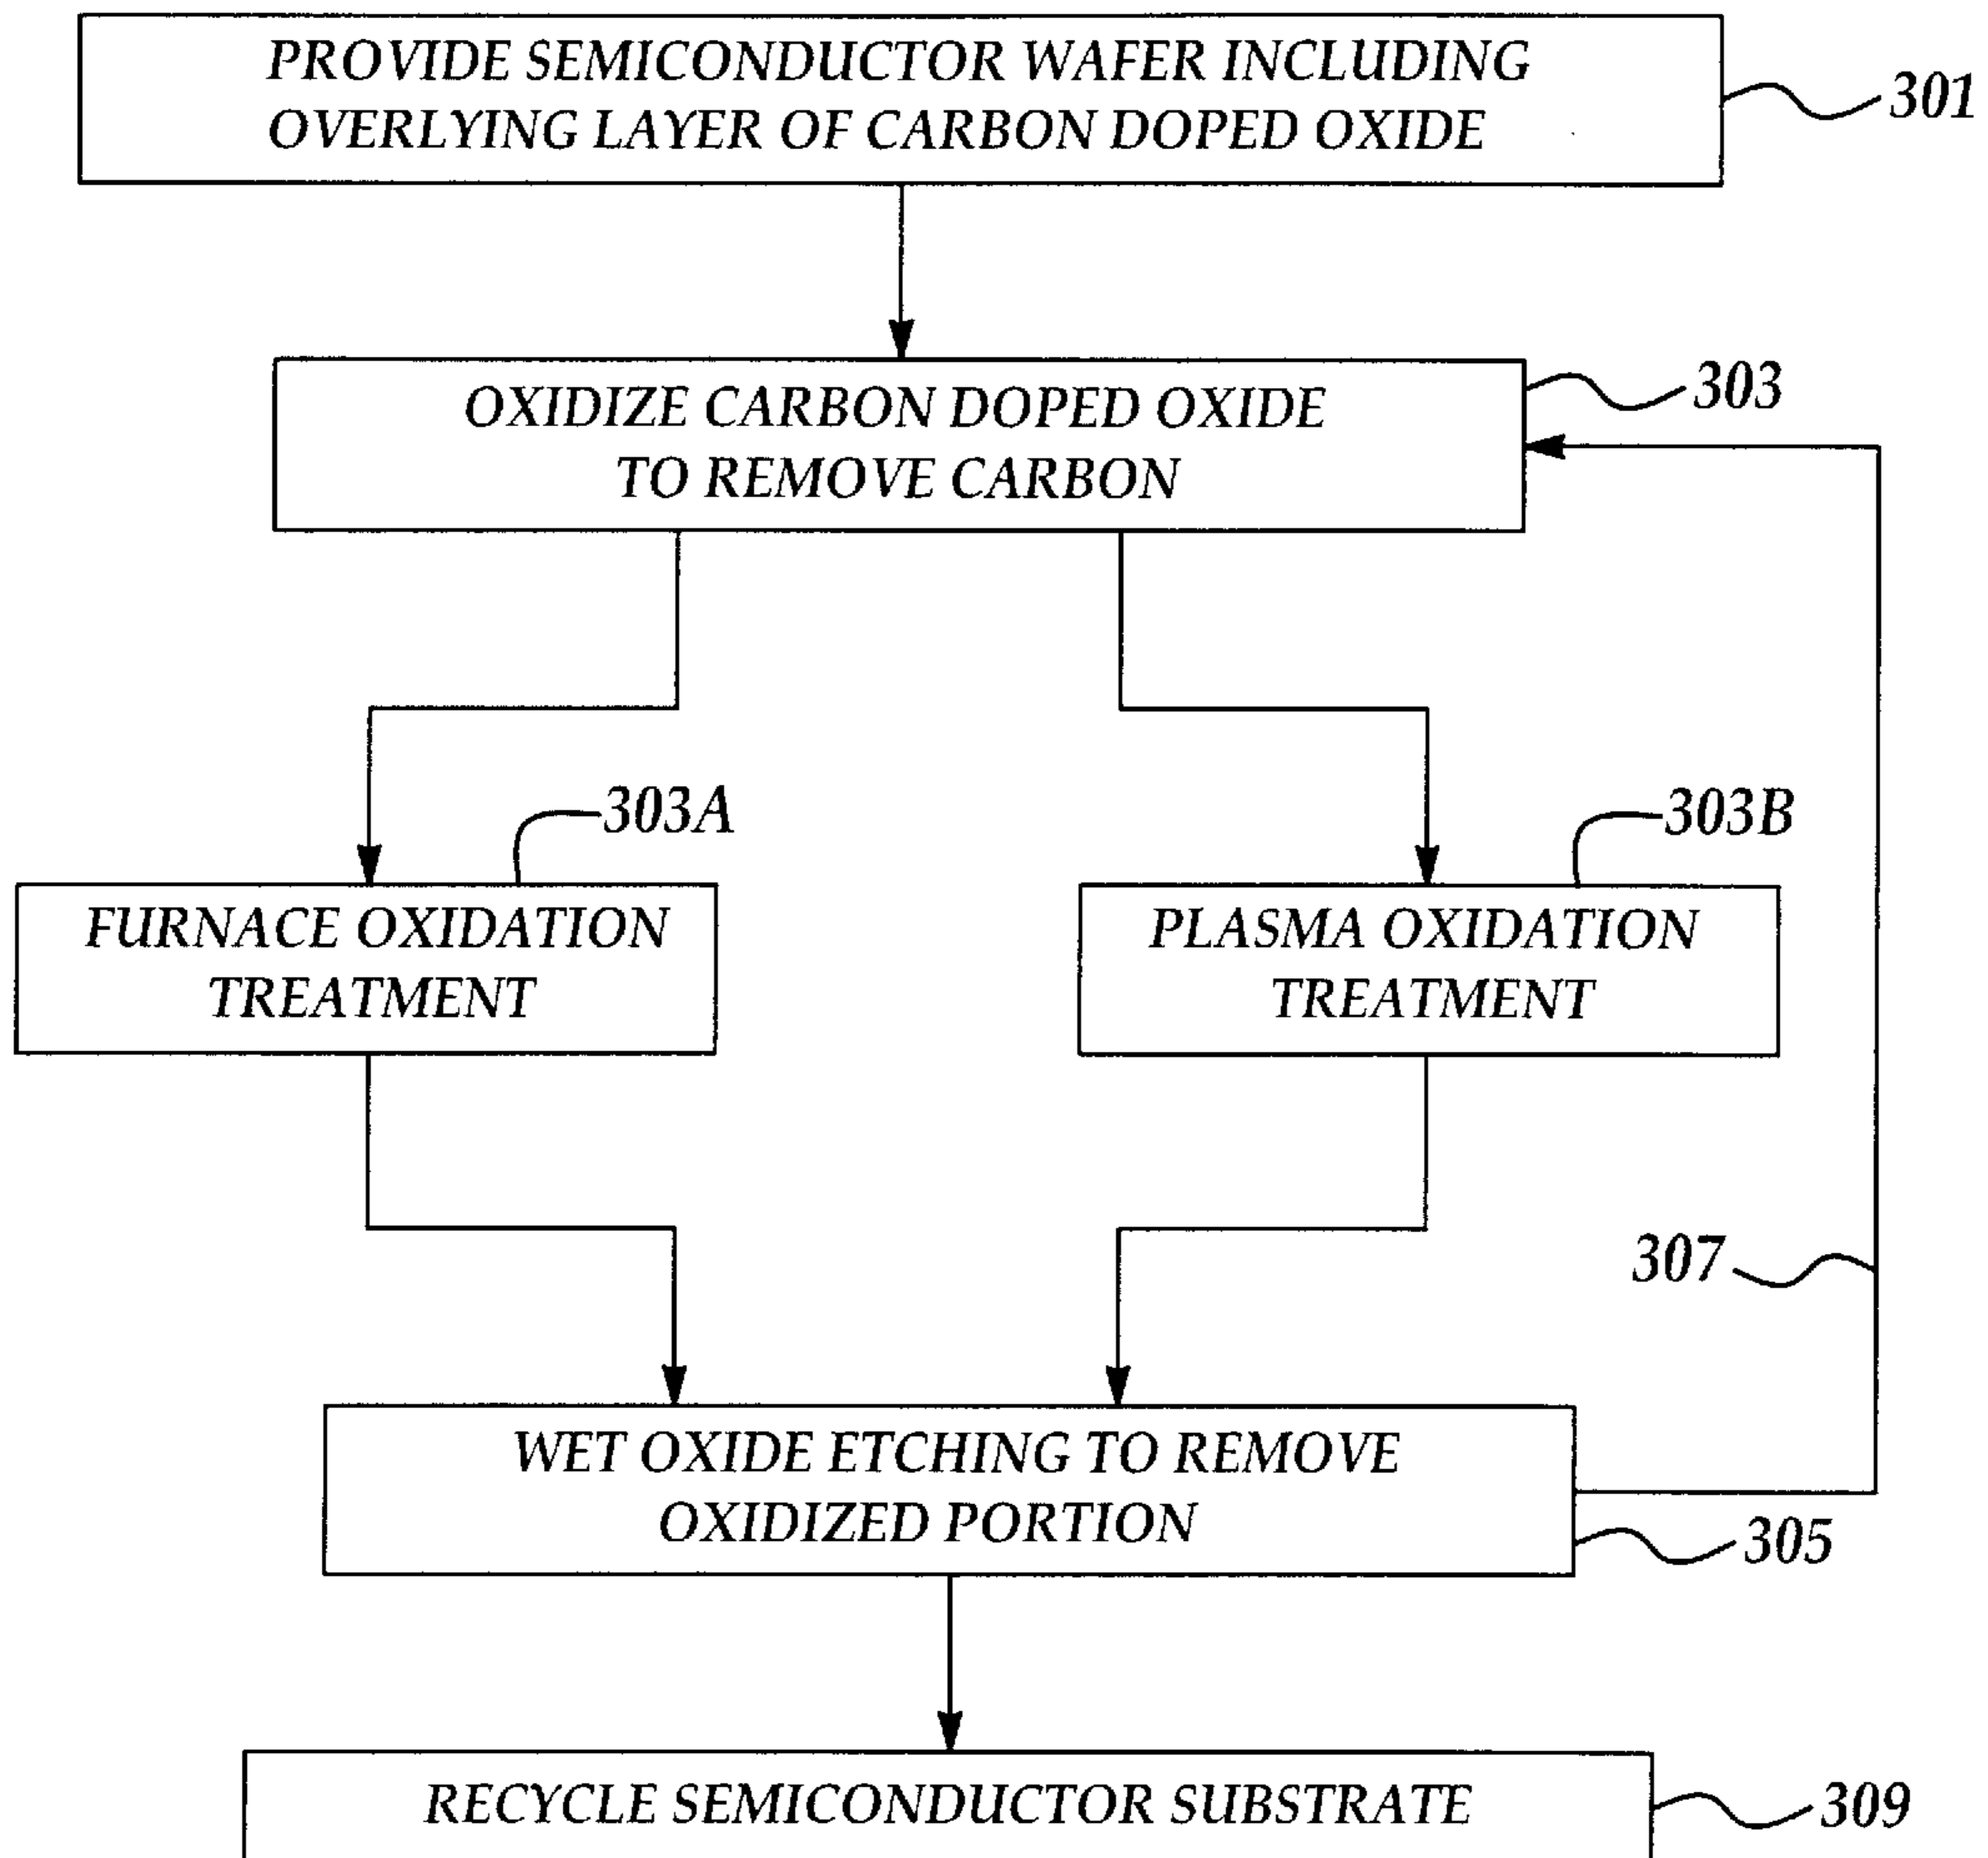 PROVIDE SEMICONDUCTOR WAFER INCLUDING
OVERLYING LAYER OF CARBON DOPED OXIDE
301
OXIDIZE CARBON DOPED OXIDE
TO REMOVE CARBON
303
303A
303B
FURNACE OXIDATION
TREATMENT
PLASMA OXIDATION
TREATMENT
307
WET OXIDE ETCHING TO REMOVE
OXIDIZED PORTION
305
RECYCLE SEMICONDUCTOR SUBSTRATE
309